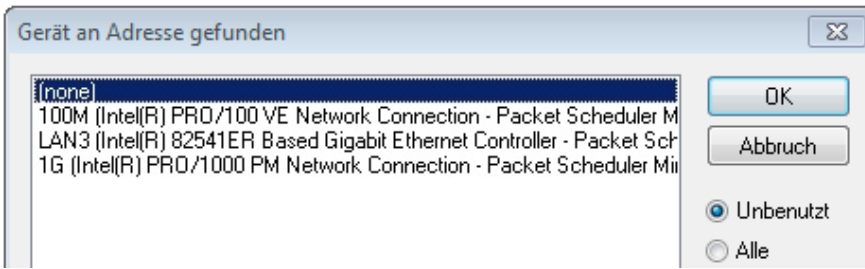 Gerät an Adresse gefunden
(none)
100M (Intel(R) PRO/100 VE Network Connection - Packet Scheduler M
LAN3 (Intel(R) 82541ER Based Gigabit Ethernet Controller - Packet Sch
1G (Intel(R) PRO/1000 PM Network Connection - Packet Scheduler Mii
OK
Abbruch
Unbenutzt
Alle